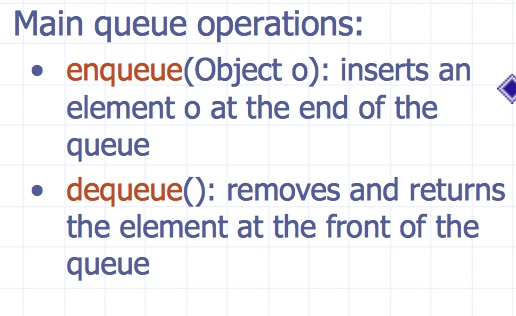 Main queue operations:
• enqueue(Object o): inserts an
element o at the end of the
queue
• dequeue(): removes and returns
the element at the front of the
queue